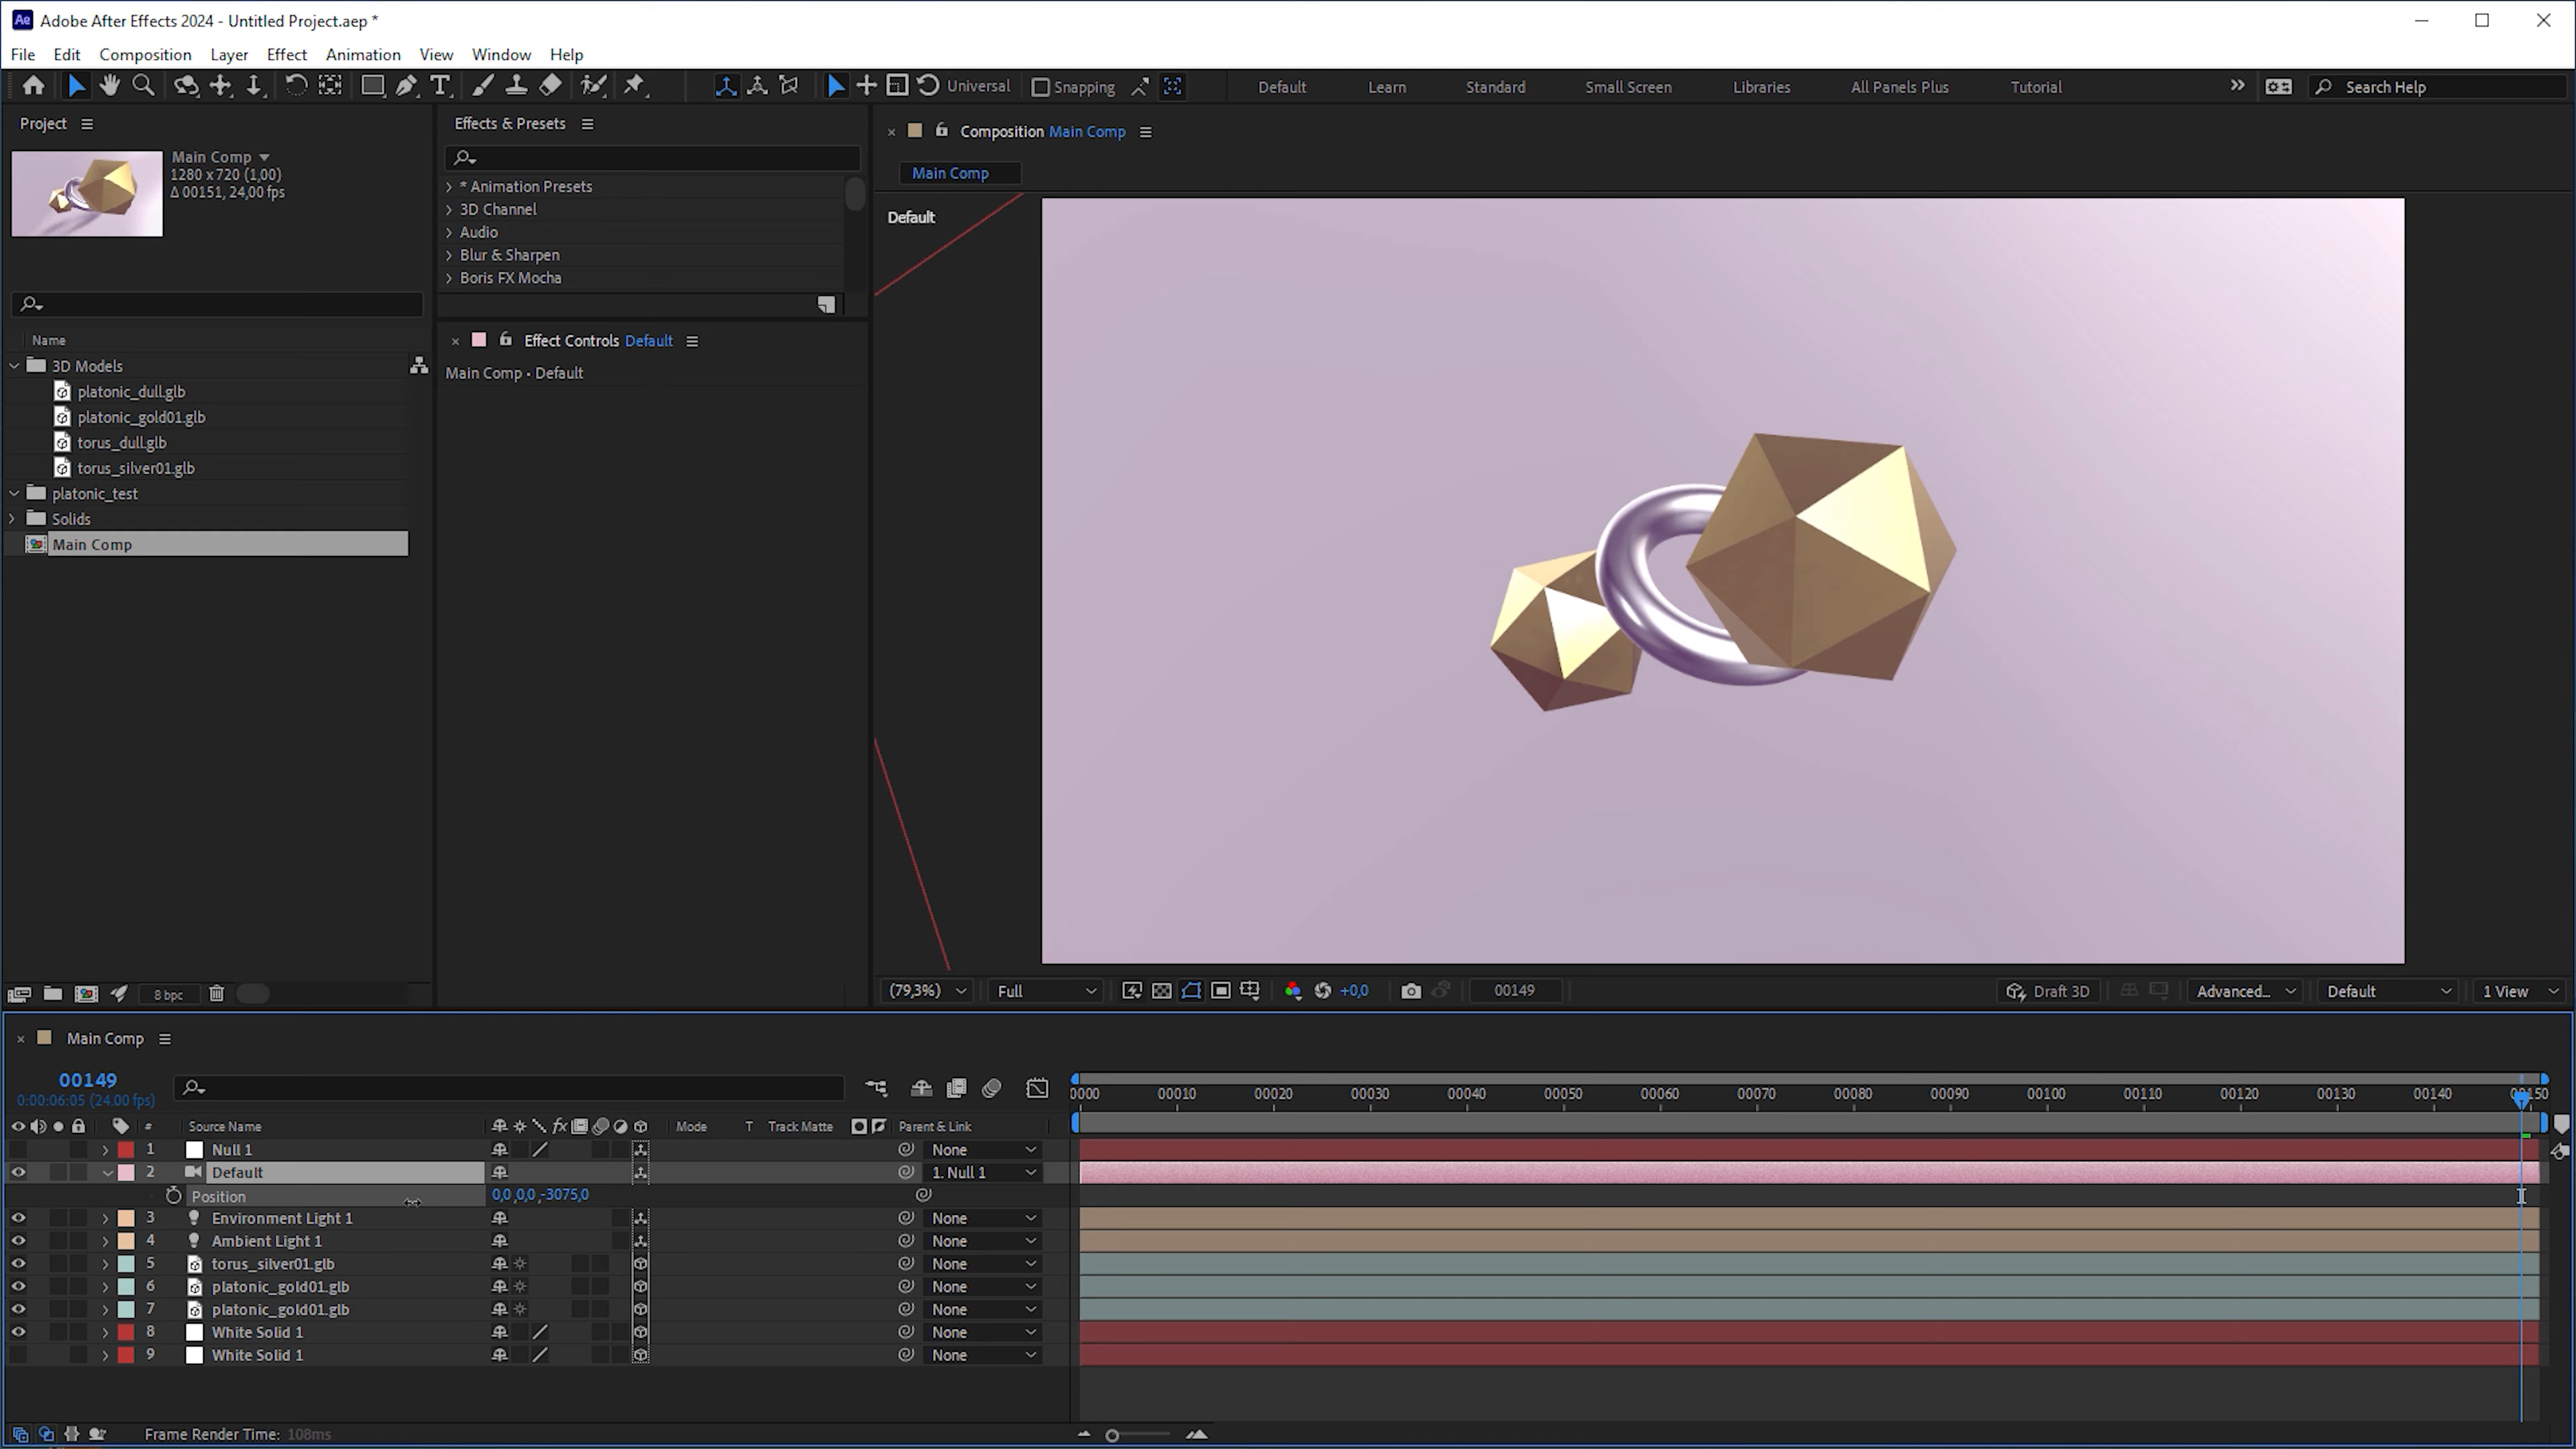 Ae Adobe After Effects 2024 - Untitled Project.aep *
File Edit Composition Layer Effect Animation View Window Help
Universal Snapping Default Learn Standard Small Screen Libraries All Panels Plus Tutorial Search Help
Project
Main Comp
1280 x 720 (1,00)
Δ 00151, 24,00 fps
Name
3D Models
platonic_dull.glb
platonic_gold01.glb
torus_dull.glb
torus_silver01.glb
platonic_test
Solids
Main Comp
8 bpc
Effects & Presets
* Animation Presets
3D Channel
Audio
Blur & Sharpen
Boris FX Mocha
Effect Controls Default
Main Comp • Default
Composition Main Comp
Main Comp
Default
(79,3%) Full +0,0 00149 Draft 3D Advanced... Default 1 View
Main Comp
00149
0:00:06:05 (24.00 fps)
0000 00010 00020 00030 00040 00050 00060 00070 00080 00090 00100 00110 00120 00130 00140 00150
# Source Name fx Mode T Track Matte Parent & Link
1 Null 1 None
2 Default 1. Null 1
Position 0,0 ,0,0 ,-3075,0
3 Environment Light 1 None
4 Ambient Light 1 None
5 torus_silver01.glb None
6 platonic_gold01.glb None
7 platonic_gold01.glb None
8 White Solid 1 None
9 White Solid 1 None
Frame Render Time: 108ms